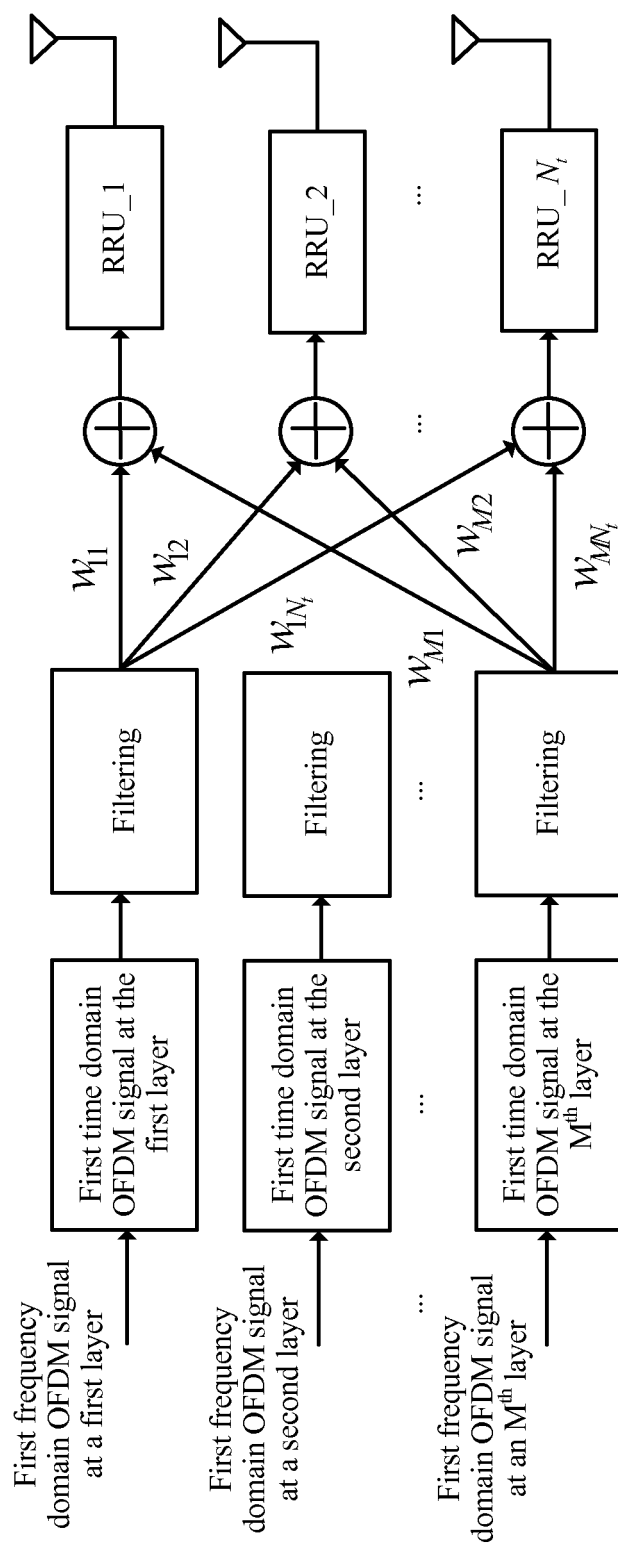 First frequency
domain OFDM signal
at a first layer
First time domain
OFDM signal at the
first layer
Filtering
w11
w12
w1Nt
RRU_1
First frequency
domain OFDM signal
at a second layer
First time domain
OFDM signal at the
second layer
Filtering
RRU_2
...
...
...
...
...
First frequency
domain OFDM signal
at an Mth layer
First time domain
OFDM signal at the
Mth layer
Filtering
wM1
wM2
wMNt
RRU_Nt